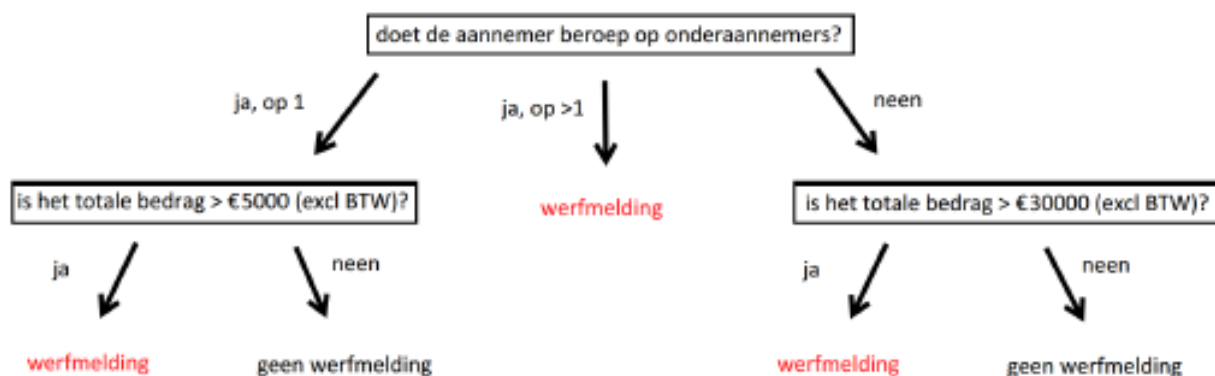 doet de aannemer beroep op onderaannemers?
ja, op 1
ja, op >1
neen
is het totale bedrag > €5000 (excl BTW)?
werfmelding
is het totale bedrag > €30000 (excl BTW)?
ja
neen
ja
neen
werfmelding
geen werfmelding
werfmelding
geen werfmelding